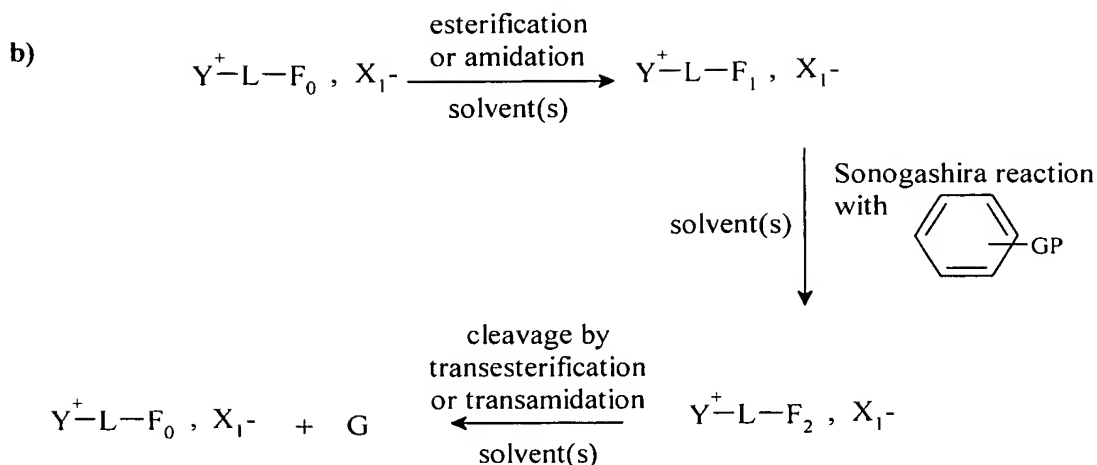 b)
esterification
or amidation
Y⁺—L—F₀ , X₁- solvent(s) Y⁺—L—F₁ , X₁-
solvent(s)
Sonogashira reaction
with
GP
cleavage by
transesterification
or transamidation
Y⁺—L—F₀ , X₁- + G solvent(s) Y⁺—L—F₂ , X₁-